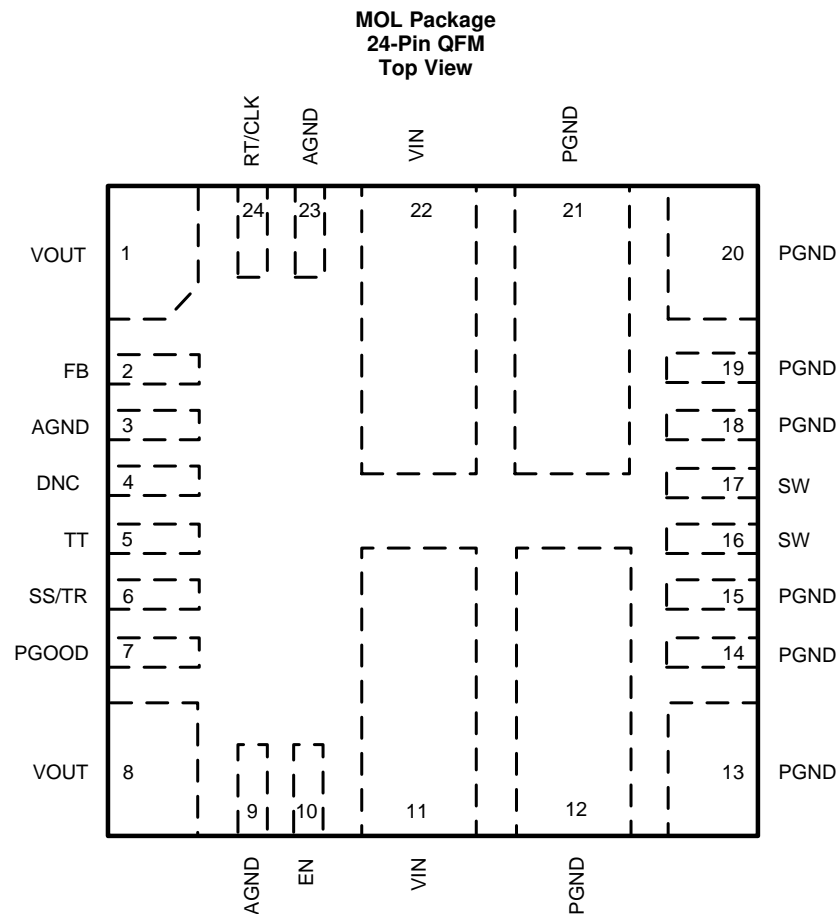 MOL Package
24-Pin QFM
Top View
RT/CLK
AGND
VIN
PGND
24
23
22
21
VOUT
1
20
PGND
FB
2
19
PGND
AGND
3
18
PGND
DNC
4
17
SW
TT
5
16
SW
SS/TR
6
15
PGND
PGOOD
7
14
PGND
VOUT
8
13
PGND
9
10
11
12
AGND
EN
VIN
PGND